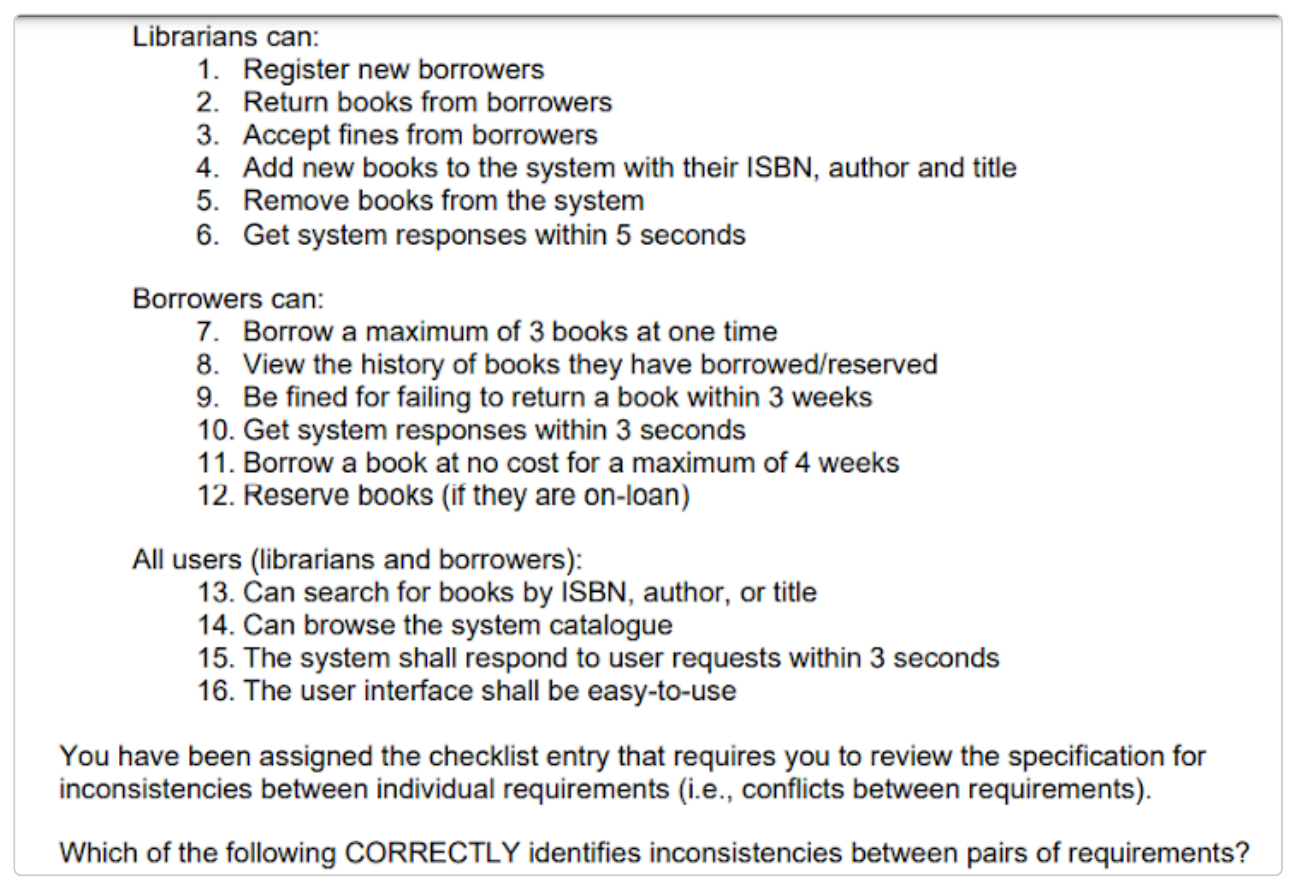 Librarians can:
1. Register new borrowers
2. Return books from borrowers
3. Accept fines from borrowers
4. Add new books to the system with their ISBN, author and title
5. Remove books from the system
6. Get system responses within 5 seconds
Borrowers can:
7. Borrow a maximum of 3 books at one time
8. View the history of books they have borrowed/reserved
9. Be fined for failing to return a book within 3 weeks
10. Get system responses within 3 seconds
11. Borrow a book at no cost for a maximum of 4 weeks
12. Reserve books (if they are on-loan)
All users (librarians and borrowers):
13. Can search for books by ISBN, author, or title
14. Can browse the system catalogue
15. The system shall respond to user requests within 3 seconds
16. The user interface shall be easy-to-use
You have been assigned the checklist entry that requires you to review the specification for
inconsistencies between individual requirements (i.e., conflicts between requirements).
Which of the following CORRECTLY identifies inconsistencies between pairs of requirements?